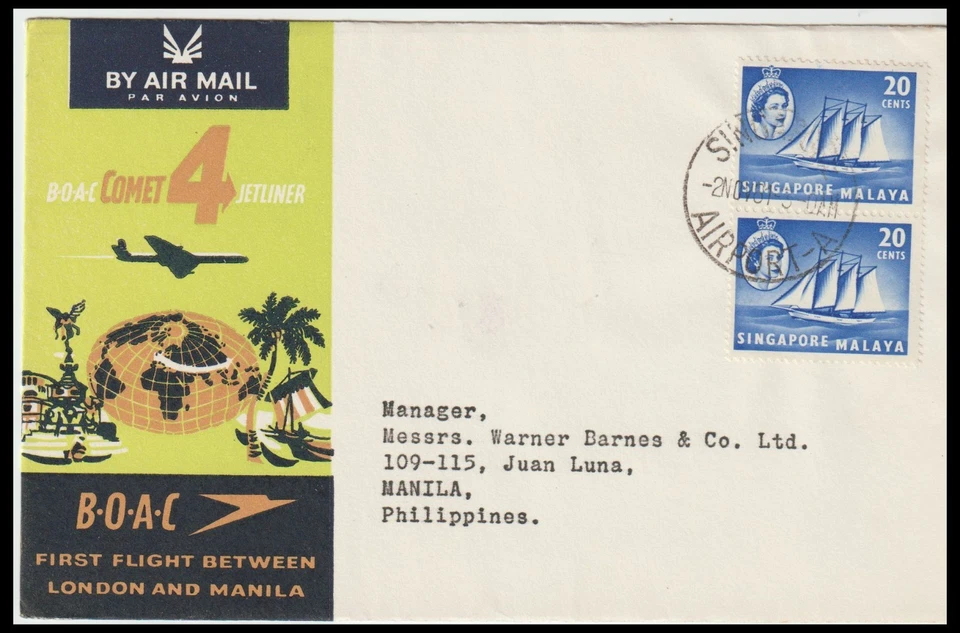 BY AIR MAIL
PAR AVION
B·O·A·C COMET 4 JETLINER
B·O·A·C
FIRST FLIGHT BETWEEN
LONDON AND MANILA
20
CENTS
SINGAPORE MALAYA
20
CENTS
SINGAPORE MALAYA
AIRPORT-A
Manager,
Messrs. Warner Barnes & Co. Ltd.
109-115, Juan Luna,
MANILA,
Philippines.